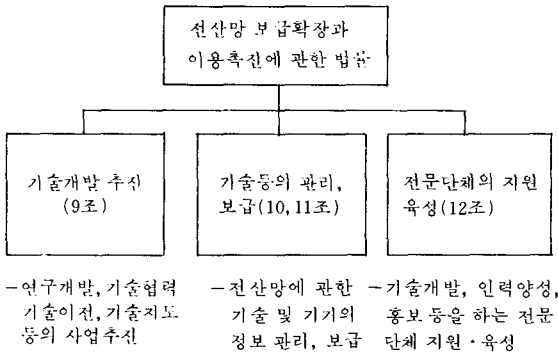 전산망 보급확장과
이용촉진에 관한 법률
기술개발 추진
(9조)
기술등의 관리,
보급(10, 11조)
전문단체의 지원
육성(12조)
-연구개발, 기술협력
기술이전, 기술지도
등의 사업추진
-전산망에 관한
기술 및 기기의
정보 관리, 보급
-기술개발, 인력양성,
홍보 등을 하는 전문
단체 지원·육성